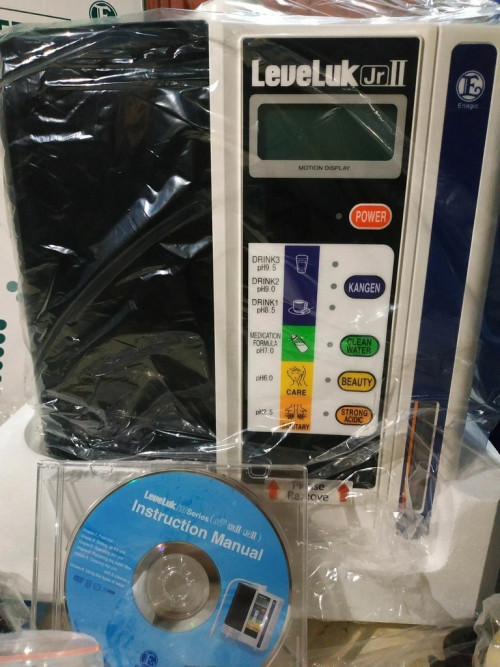 LeveLuk Jr II
E
Enagic
MOTION DISPLAY
POWER
DRINK3
pH9.5
DRINK2
pH9.0
DRINK1
pH8.5
KANGEN
MEDICATION
FORMULA
pH7.0
CLEAN
WATER
pH6.0
CARE
BEAUTY
pH2.5
STRONG
ACIDIC
Please
Remove
LeveLuk
Series
Instruction Manual
E